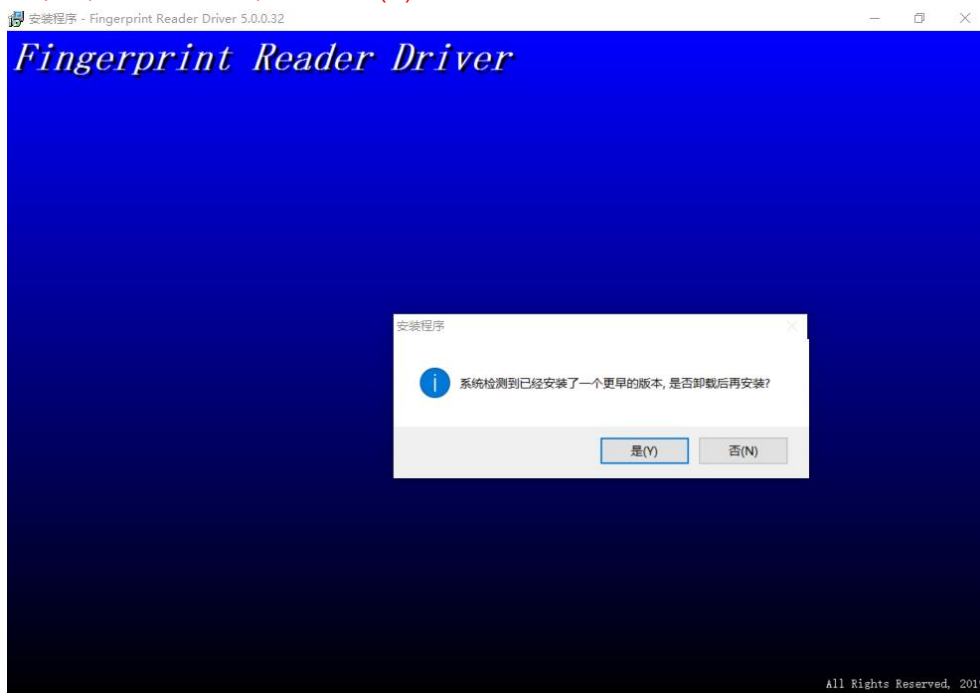 安装程序 - Fingerprint Reader Driver 5.0.0.32
Fingerprint Reader Driver
安装程序
系统检测到已经安装了一个更早的版本, 是否卸载后再安装?
是(Y)
否(N)
All Rights Reserved,